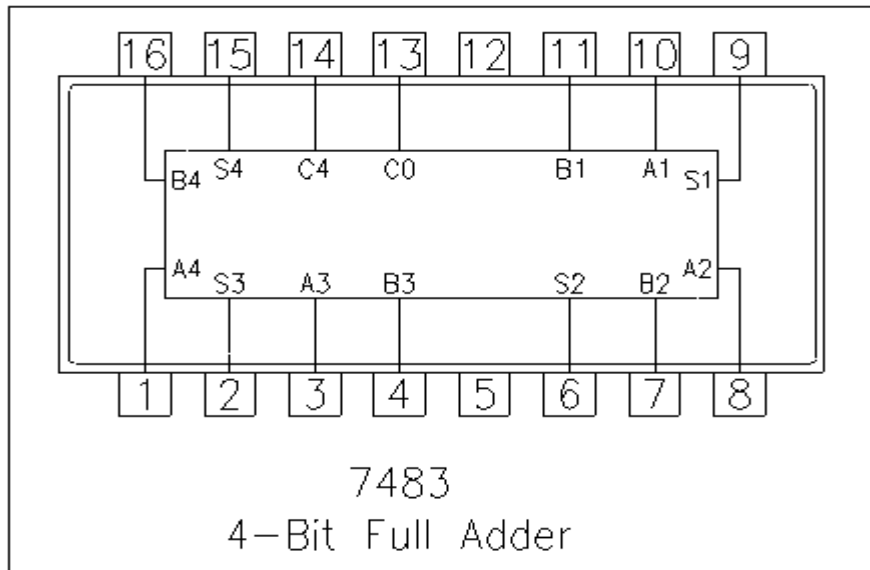 16 15 14 13 12 11 10 9
S4 C4 C0 B1 A1
B4 S1
A4 A2
S3 A3 B3 S2 B2
1 2 3 4 5 6 7 8
7483
4-Bit Full Adder